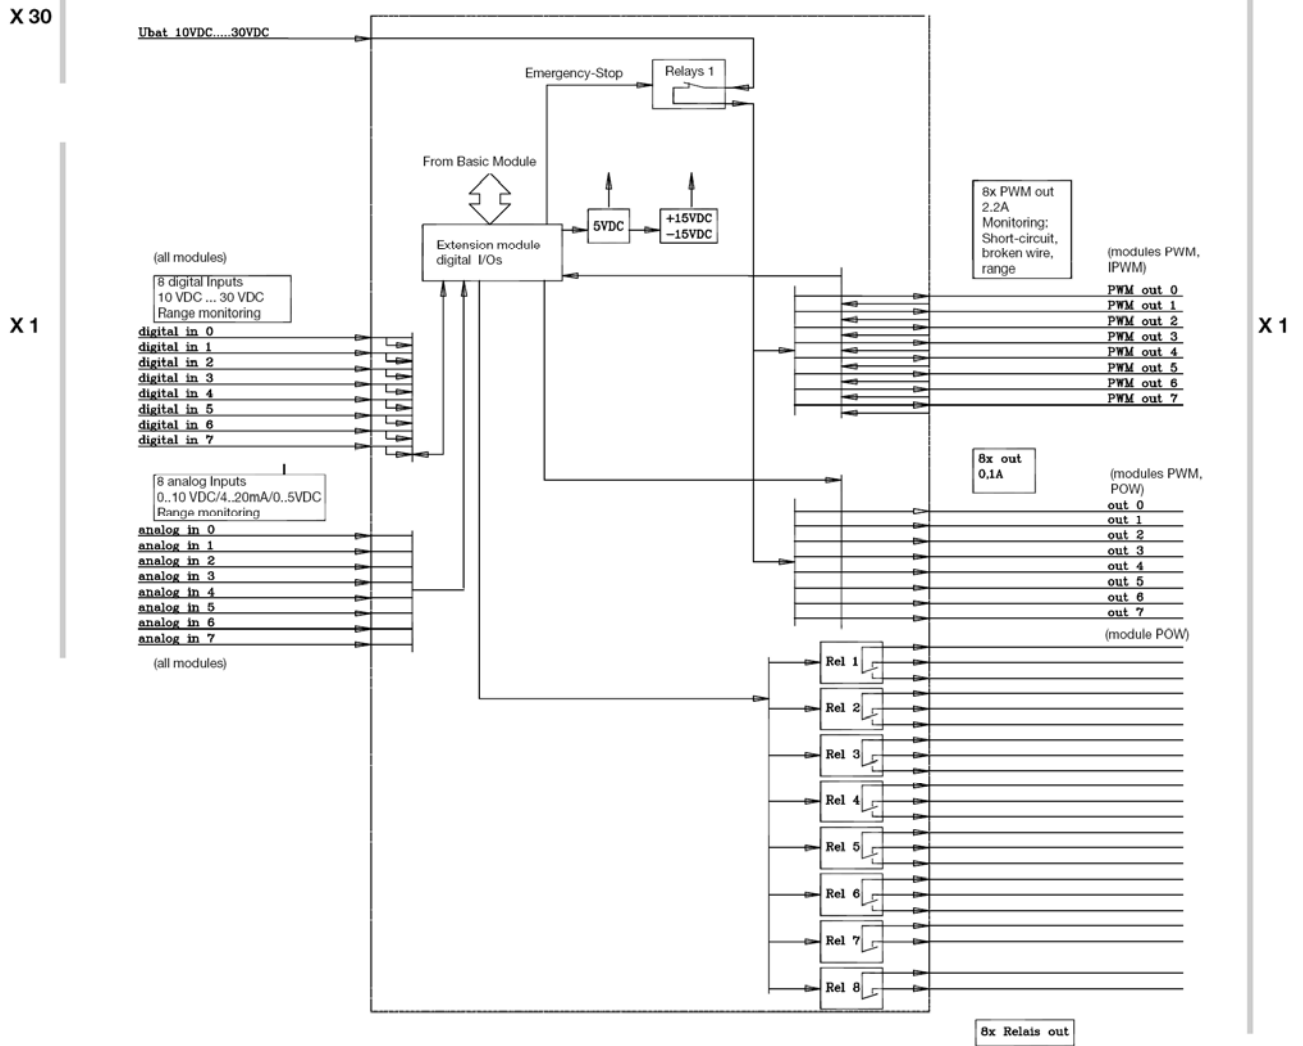 X 30
Ubat 10VDC.....30VDC
Emergency-Stop
Relays 1
From Basic Module
5VDC
+15VDC
-15VDC
Extension module
digital I/Os
8x PWM out
2.2A
Monitoring:
Short-circuit,
broken wire,
range
(modules PWM,
IPWM)
(all modules)
8 digital Inputs
10 VDC ... 30 VDC
Range monitoring
X 1
X 1
digital in 0
digital in 1
digital in 2
digital in 3
digital in 4
digital in 5
digital in 6
digital in 7
PWM out 0
PWM out 1
PWM out 2
PWM out 3
PWM out 4
PWM out 5
PWM out 6
PWM out 7
8 analog Inputs
0..10 VDC/4..20mA/0..5VDC
Range monitoring
analog in 0
analog in 1
analog in 2
analog in 3
analog in 4
analog in 5
analog in 6
analog in 7
(all modules)
8x out
0,1A
(modules PWM,
POW)
out 0
out 1
out 2
out 3
out 4
out 5
out 6
out 7
(module POW)
Rel 1
Rel 2
Rel 3
Rel 4
Rel 5
Rel 6
Rel 7
Rel 8
8x Relais out